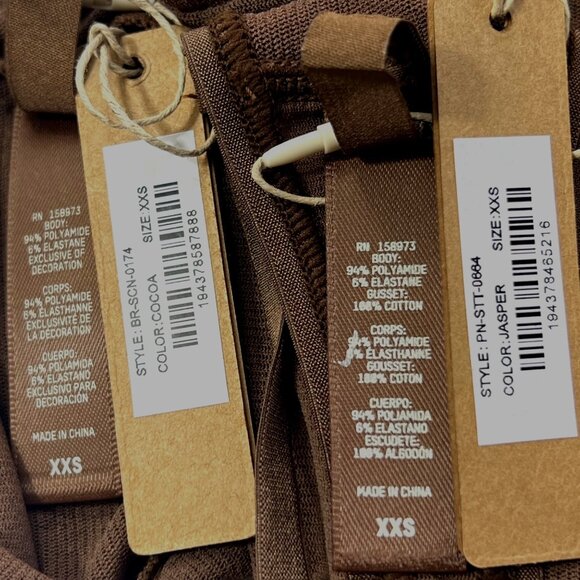 RN 158973
BODY:
94% POLYAMIDE
6% ELASTANE
EXCLUSIVE OF
DECORATION
CORPS:
94% POLYAMIDE
6% ELASTHANNE
EXCLUSIVITE DE
LA DECORATION
CUERPO:
94% POLIAMIDA
6% ELASTANO
EXCLUSIVO PARA
DECORACIÓN
MADE IN CHINA
XXS
STYLE: BR-SCN-0174
COLOR:COCOA SIZE:XXS
194378587888
RN 158973
BODY:
94% POLYAMIDE
6% ELASTANE
GUSSET:
100% COTTON
CORPS:
94% POLYAMIDE
6% ELASTHANNE
GOUSSET:
100% COTON
CUERPO:
94% POLIAMIDA
6% ELASTANO
ESCUDETE:
100% ALGODÓN
MADE IN CHINA
XXS
STYLE: PN-STT-0664
COLOR:JASPER SIZE:XXS
194378465216